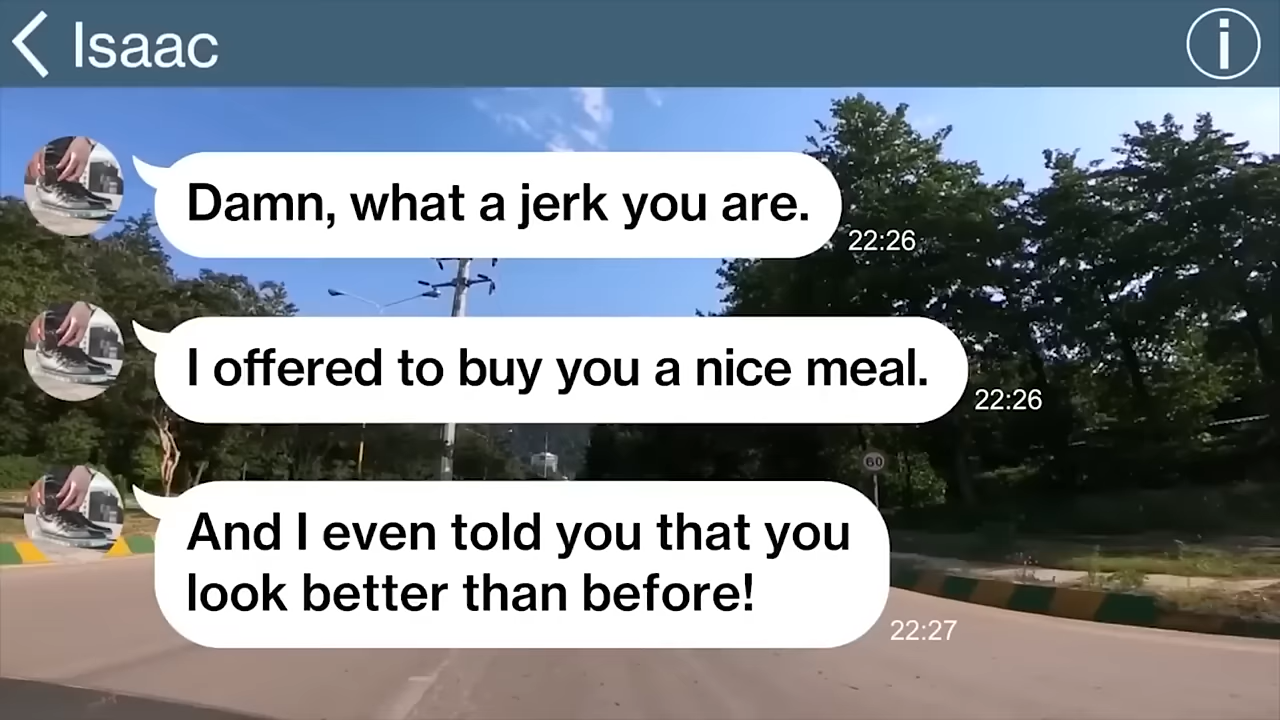 Isaac
Damn, what a jerk you are.
22:26
I offered to buy you a nice meal.
22:26
60
And I even told you that you
look better than before!
22:27